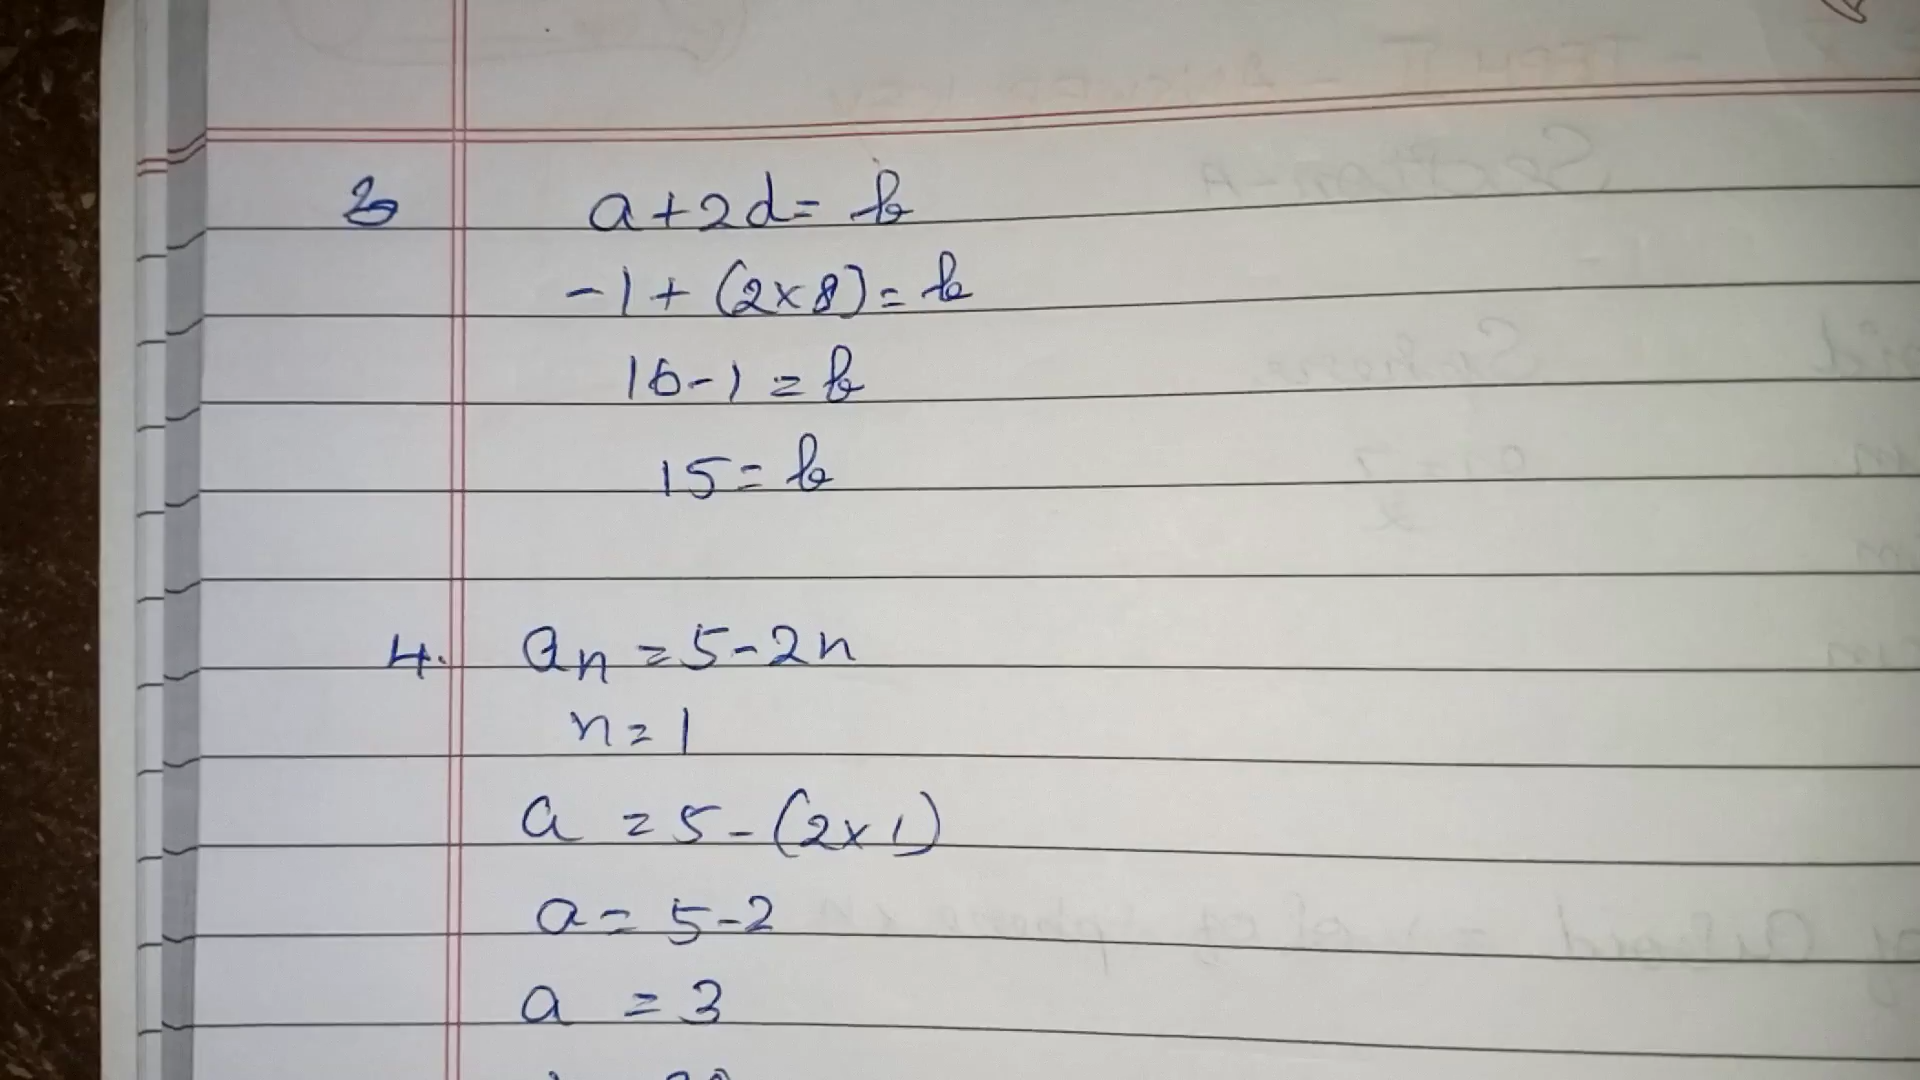 3 a+2d= k
-1+(2×8)=k
16-1=k
15=k
4. an=5-2n
n=1
a=5-(2×1)
a=5-2
a=3